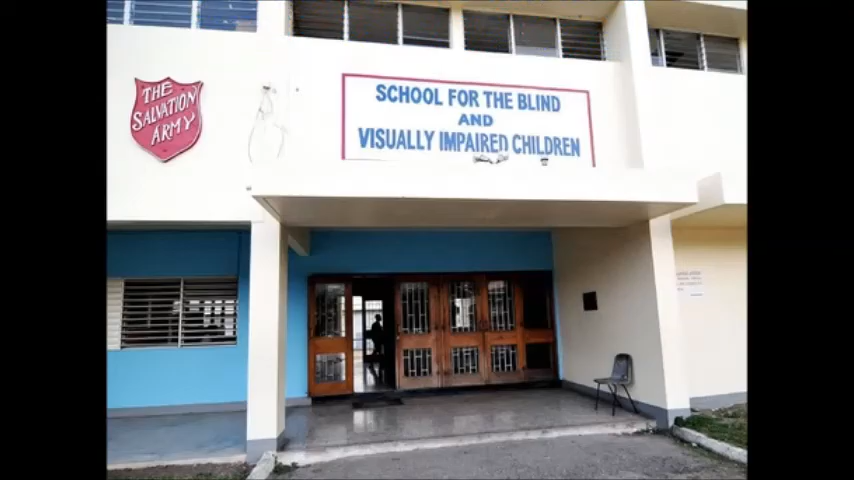 THE
SALVATION
ARMY
SCHOOL FOR THE BLIND
AND
VISUALLY IMPAIRED CHILDREN